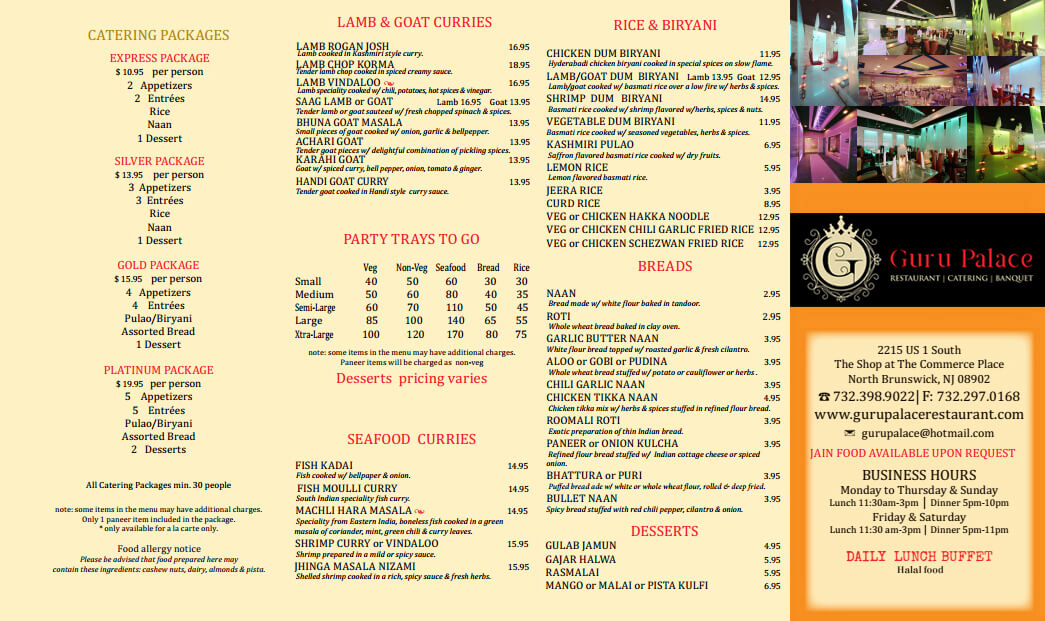 CATERING PACKAGES
EXPRESS PACKAGE
$ 10.95 per person
2 Appetizers
2 Entrées
Rice
Naan
1 Dessert
SILVER PACKAGE
$ 13.95 per person
3 Appetizers
3 Entrées
Rice
Naan
1 Dessert
GOLD PACKAGE
$ 15.95 per person
4 Appetizers
4 Entrées
Pulao/Biryani
Assorted Bread
1 Dessert
PLATINUM PACKAGE
$ 19.95 per person
5 Appetizers
5 Entrées
Pulao/Biryani
Assorted Bread
2 Desserts
All Catering Packages min. 30 people
note: some items in the menu may have additional charges.
Only 1 paneer item included in the package.
* only available for a la carte only.
Food allergy notice
Please be advised that food prepared here may
contain these ingredients: cashew nuts, dairy, almonds & pista.
LAMB & GOAT CURRIES
LAMB ROGAN JOSH 16.95
Lamb cooked in Kashmiri style curry.
LAMB CHOP KORMA 18.95
Tender lamb chop cooked in spiced creamy sauce.
LAMB VINDALOO 16.95
Lamb speciality cooked w/ chili, potatoes, hot spices & vinegar.
SAAG LAMB or GOAT Lamb 16.95 Goat 13.95
Tender lamb or goat sauteed w/ fresh chopped spinach & spices.
BHUNA GOAT MASALA 13.95
Small pieces of goat cooked w/ onion, garlic & bellpepper.
ACHARI GOAT 13.95
Tender goat pieces w/ delightful combination of pickling spices.
KARAHI GOAT 13.95
Goat w/ spiced curry, bell pepper, onion, tomato & ginger.
HANDI GOAT CURRY 13.95
Tender goat cooked in Handi style curry sauce.
PARTY TRAYS TO GO
Veg Non-Veg Seafood Bread Rice
Small 40 50 60 30 30
Medium 50 60 80 40 35
Semi-Large 60 70 110 50 45
Large 85 100 140 65 55
Xtra-Large 100 120 170 80 75
note: some items in the menu may have additional charges.
Paneer items will be charged as non-veg
Desserts pricing varies
SEAFOOD CURRIES
FISH KADAI 14.95
Fish cooked w/ bellpaper & onion.
FISH MOULLI CURRY 14.95
South Indian speciality fish curry.
MACHLI HARA MASALA 14.95
Speciality from Eastern India, boneless fish cooked in a green
masala of coriander, mint, green chili & curry leaves.
SHRIMP CURRY or VINDALOO 15.95
Shrimp prepared in a mild or spicy sauce.
JHINGA MASALA NIZAMI 15.95
Shelled shrimp cooked in a rich, spicy sauce & fresh herbs.
RICE & BIRYANI
CHICKEN DUM BIRYANI 11.95
Hyderabadi chicken biryani cooked in special spices on slow flame.
LAMB/GOAT DUM BIRYANI Lamb 13.95 Goat 12.95
Lamb/goat cooked w/ basmati rice over a low fire w/ herbs & spices.
SHRIMP DUM BIRYANI 14.95
Basmati rice cooked w/ shrimp flavored w/herbs, spices & nuts.
VEGETABLE DUM BIRYANI 11.95
Basmati rice cooked w/ seasoned vegetables, herbs & spices.
KASHMIRI PULAO 6.95
Saffron flavored basmati rice cooked w/ dry fruits.
LEMON RICE 5.95
Lemon flavored basmati rice.
JEERA RICE 3.95
CURD RICE 8.95
VEG or CHICKEN HAKKA NOODLE 12.95
VEG or CHICKEN CHILI GARLIC FRIED RICE 12.95
VEG or CHICKEN SCHEZWAN FRIED RICE 12.95
BREADS
NAAN 2.95
Bread made w/ white flour baked in tandoor.
ROTI 2.95
Whole wheat bread baked in clay oven.
GARLIC BUTTER NAAN 3.95
White flour bread topped w/ roasted garlic & fresh cilantro.
ALOO or GOBI or PUDINA 3.95
Whole wheat bread stuffed w/ potato or cauliflower or herbs .
CHILI GARLIC NAAN 3.95
CHICKEN TIKKA NAAN 4.95
Chicken tikka mix w/ herbs & spices stuffed in refined flour bread.
ROOMALI ROTI 3.95
Exotic preparation of thin Indian bread.
PANEER or ONION KULCHA 3.95
Refined flour bread stuffed w/ Indian cottage cheese or spiced
onion.
BHATTURA or PURI 3.95
Puffed bread ade w/ white or whole wheat flour, rolled & deep fried.
BULLET NAAN 3.95
Spicy bread stuffed with red chili pepper, cilantro & onion.
DESSERTS
GULAB JAMUN 4.95
GAJAR HALWA 5.95
RASMALAI 5.95
MANGO or MALAI or PISTA KULFI 6.95
G
Guru Palace
RESTAURANT | CATERING | BANQUET
2215 US 1 South
The Shop at The Commerce Place
North Brunswick, NJ 08902
☎ 732.398.9022| F: 732.297.0168
www.gurupalacerestaurant.com
✉ gurupalace@hotmail.com
JAIN FOOD AVAILABLE UPON REQUEST
BUSINESS HOURS
Monday to Thursday & Sunday
Lunch 11:30am-3pm | Dinner 5pm-10pm
Friday & Saturday
Lunch 11:30 am-3pm | Dinner 5pm-11pm
DAILY LUNCH BUFFET
Halal food